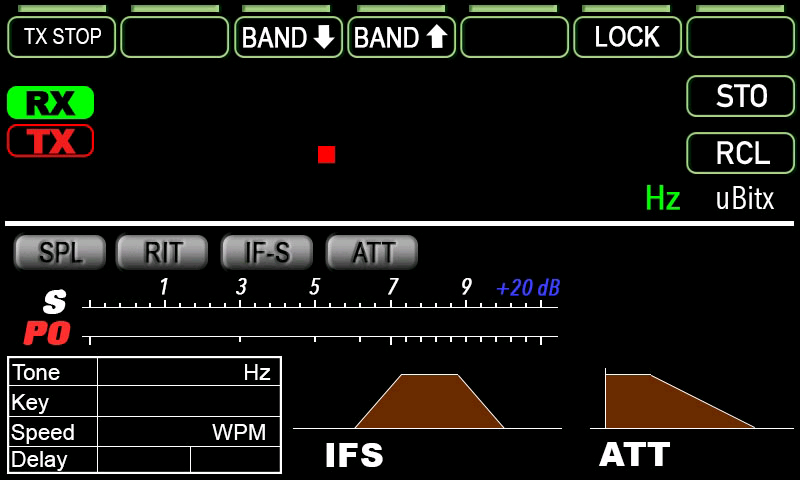 TX STOP BAND BAND LOCK
RX STO
TX RCL
Hz uBitx
SPL RIT IF-S ATT
1 3 5 7 9 +20 dB
S
PO
Tone Hz
Key
Speed WPM
Delay
IFS ATT